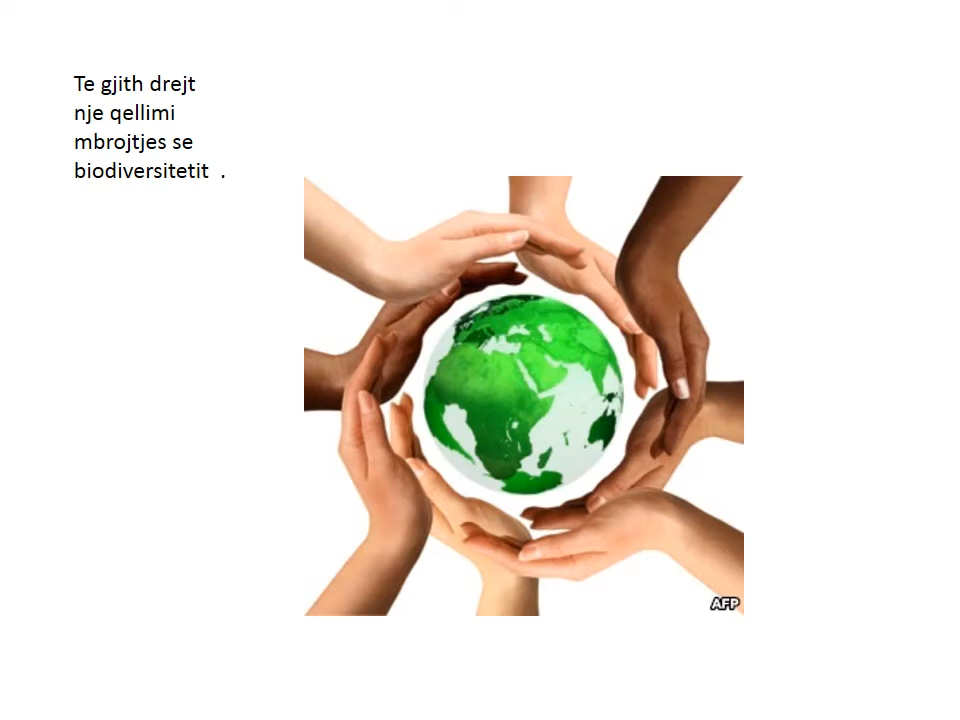 Te gjith drejt
nje qellimi
mbrojtjes se
biodiversitetit  .
AFP